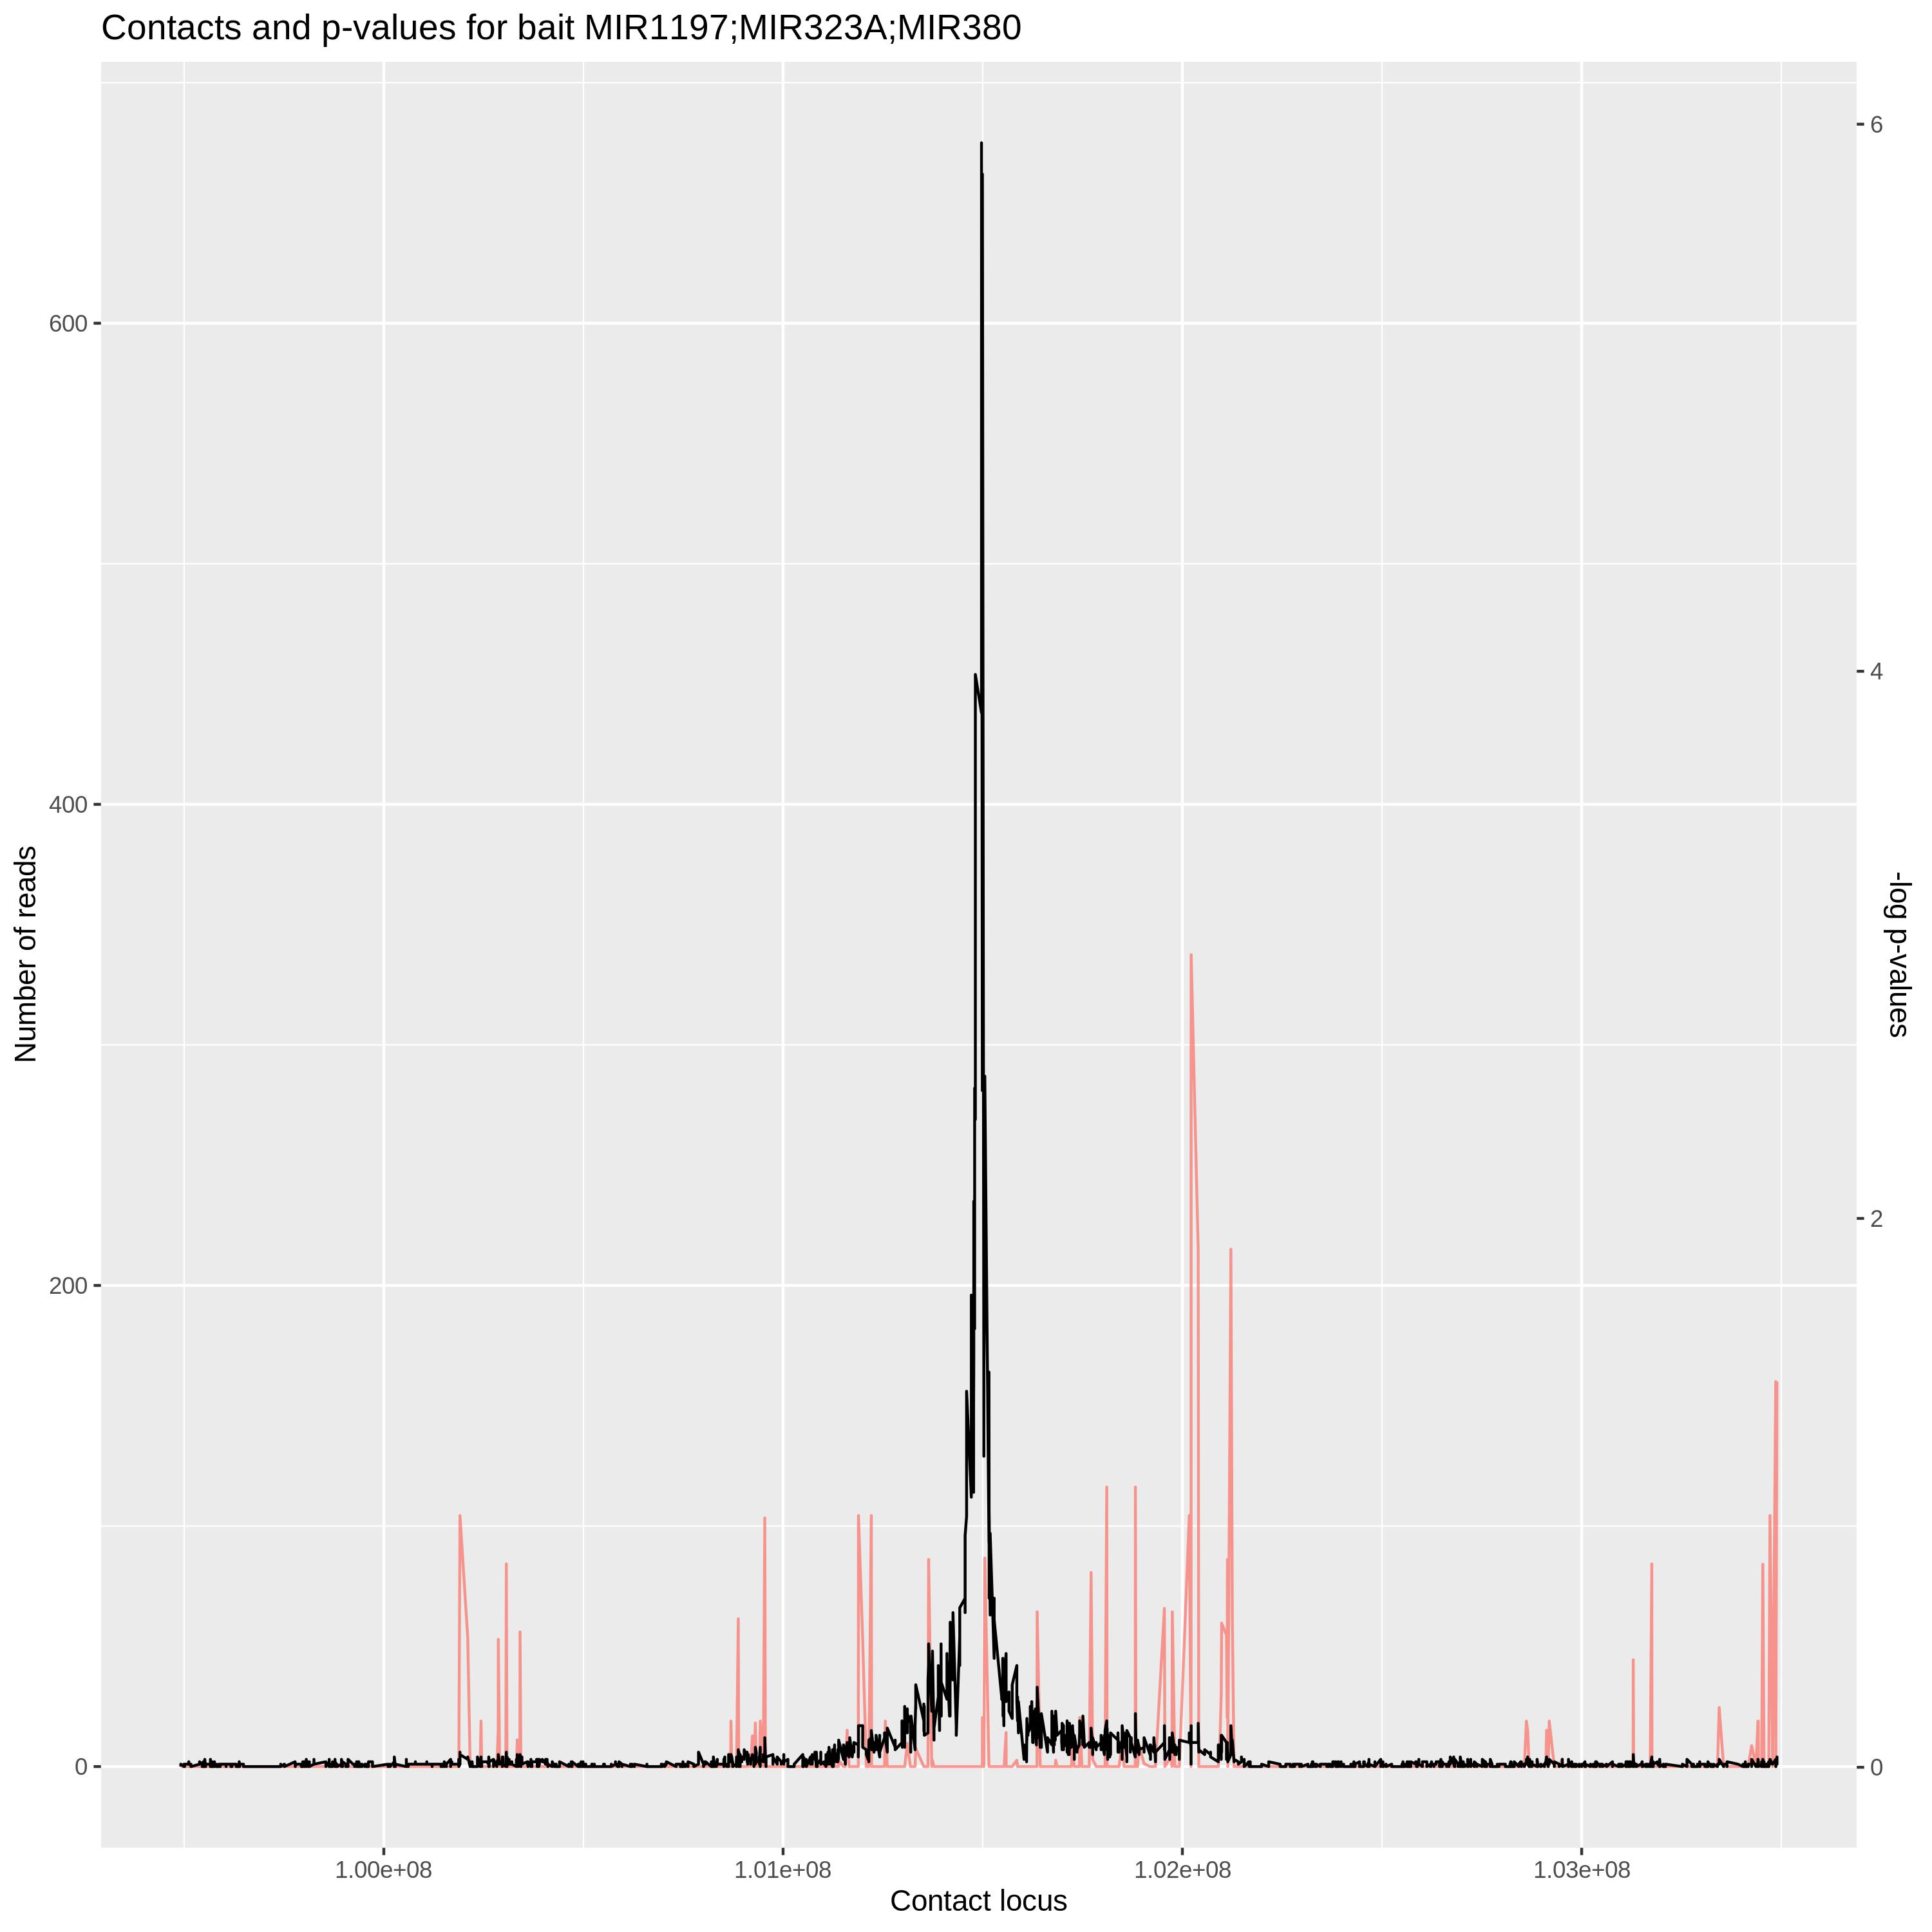 Contacts and p-values for bait MIR1197;MIR323A;MIR380
6
600
4
400
Number of reads
-log p-values
2
200
0
0
1.00e+08 1.01e+08 1.02e+08 1.03e+08
Contact locus